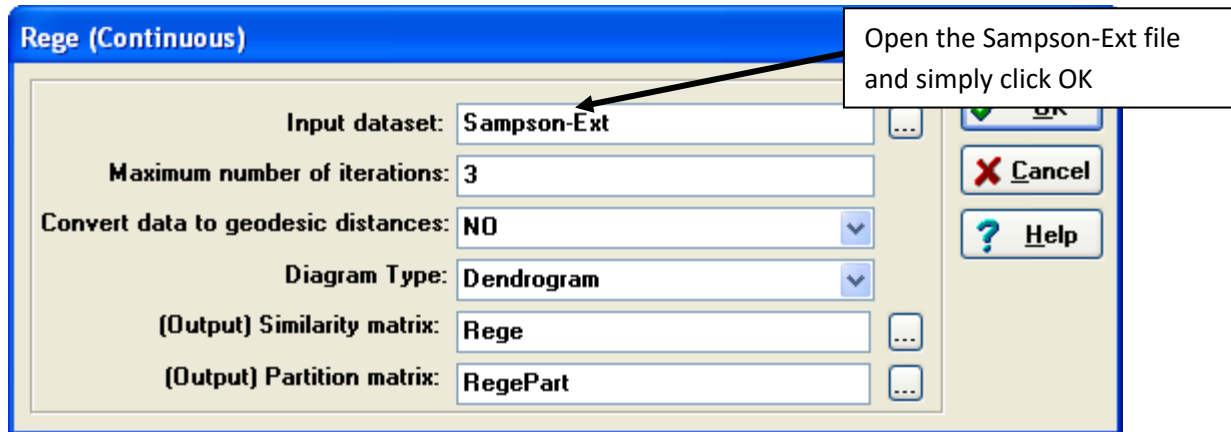 Rege (Continuous)
Open the Sampson-Ext file
and simply click OK
Input dataset: Sampson-Ext ...
OK
Maximum number of iterations: 3
Cancel
Convert data to geodesic distances: NO
? Help
Diagram Type: Dendrogram
(Output) Similarity matrix: Rege ...
(Output) Partition matrix: RegePart ...